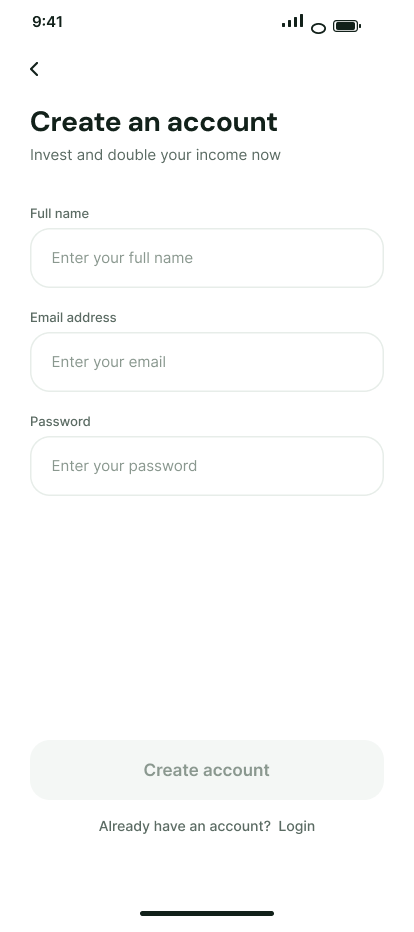 9:41
Create an account
Invest and double your income now
Full name
Enter your full name
Email address
Enter your email
Password
Enter your password
Create account
Already have an account? Login